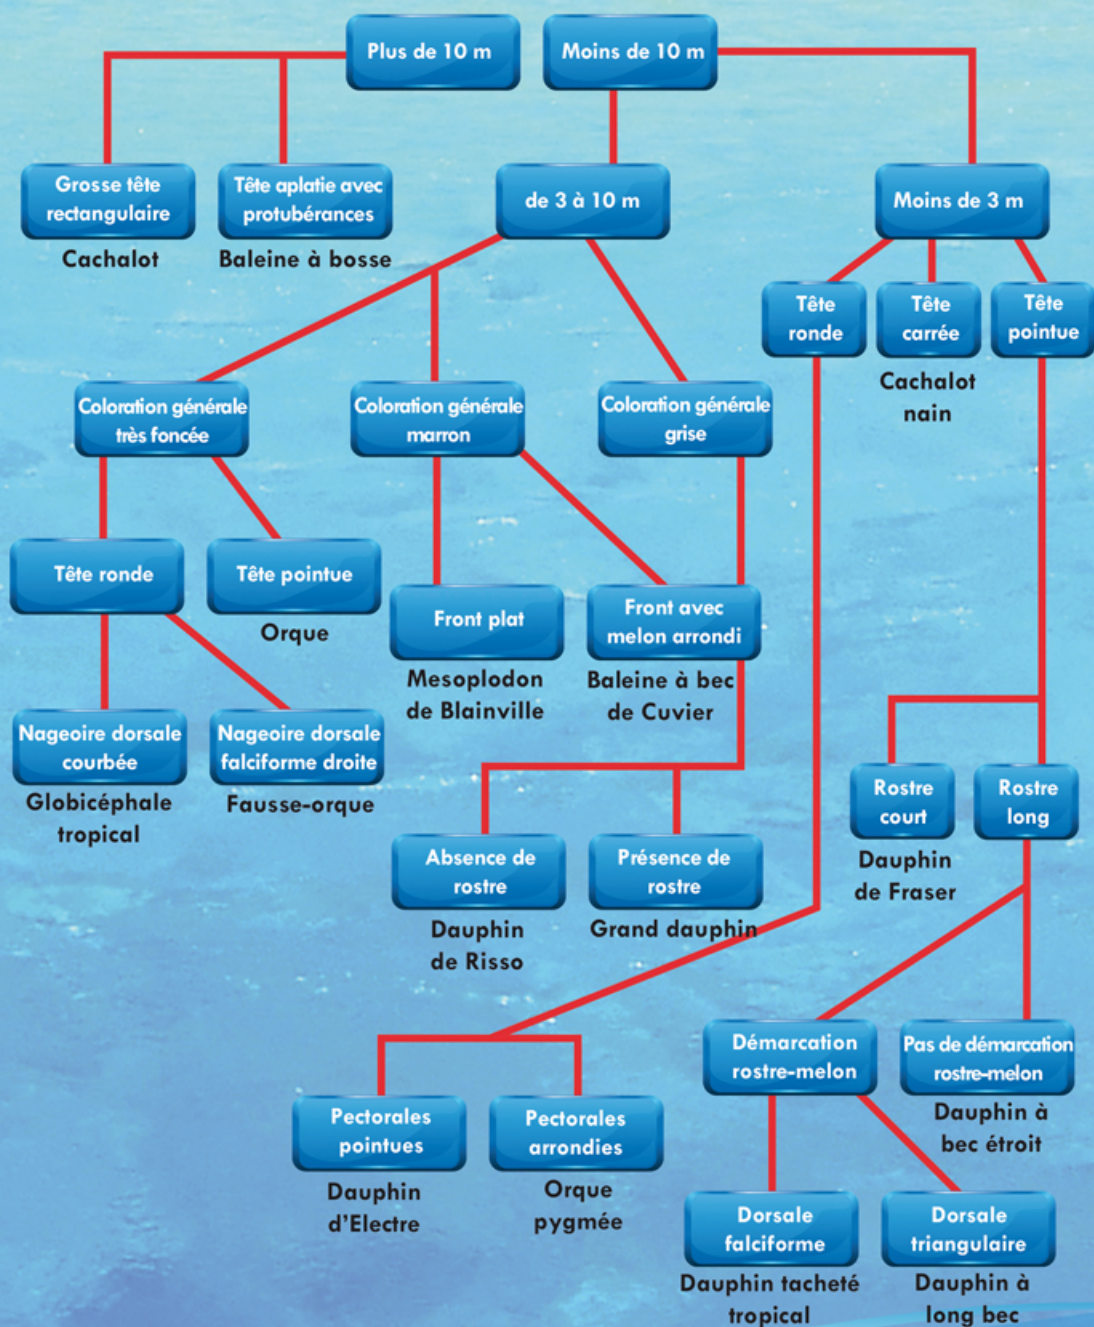 Plus de 10 m
Moins de 10 m
Grosse tête
rectangulaire
Cachalot
Tête aplatie avec
protubérances
Baleine à bosse
de 3 à 10 m
Moins de 3 m
Tête
ronde
Tête
carrée
Cachalot
nain
Tête
pointue
Coloration générale
très foncée
Coloration générale
marron
Coloration générale
grise
Tête ronde
Tête pointue
Orque
Front plat
Mesoplodon
de Blainville
Front avec
melon arrondi
Baleine à bec
de Cuvier
Nageoire dorsale
courbée
Globicéphale
tropical
Nageoire dorsale
falciforme droite
Fausse-orque
Rostre
court
Dauphin
de Fraser
Rostre
long
Absence de
rostre
Dauphin
de Risso
Présence de
rostre
Grand dauphin
Démarcation
rostre-melon
Pas de démarcation
rostre-melon
Dauphin à
bec étroit
Pectorales
pointues
Dauphin
d'Electre
Pectorales
arrondies
Orque
pygmée
Dorsale
falciforme
Dauphin tacheté
tropical
Dorsale
triangulaire
Dauphin à
long bec